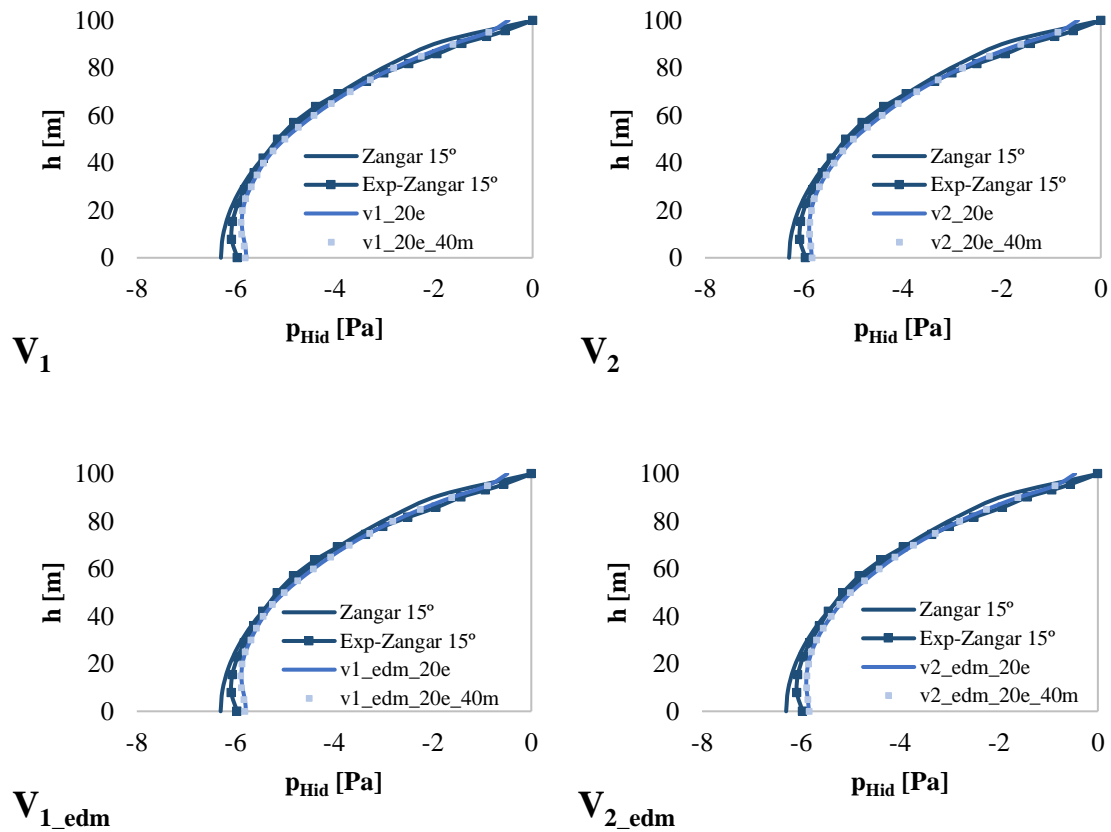 100
80
60
40
20
0
h [m]
Zangar 15º
Exp-Zangar 15º
v1_20e
v1_20e_40m
-8 -6 -4 -2 0
pHid [Pa]
V1
100
80
60
40
20
0
h [m]
Zangar 15º
Exp-Zangar 15º
v2_20e
v2_20e_40m
-8 -6 -4 -2 0
pHid [Pa]
V2
100
80
60
40
20
0
h [m]
Zangar 15º
Exp-Zangar 15º
v1_edm_20e
v1_edm_20e_40m
-8 -6 -4 -2 0
pHid [Pa]
V1_edm
100
80
60
40
20
0
h [m]
Zangar 15º
Exp-Zangar 15º
v2_edm_20e
v2_edm_20e_40m
-8 -6 -4 -2 0
pHid [Pa]
V2_edm